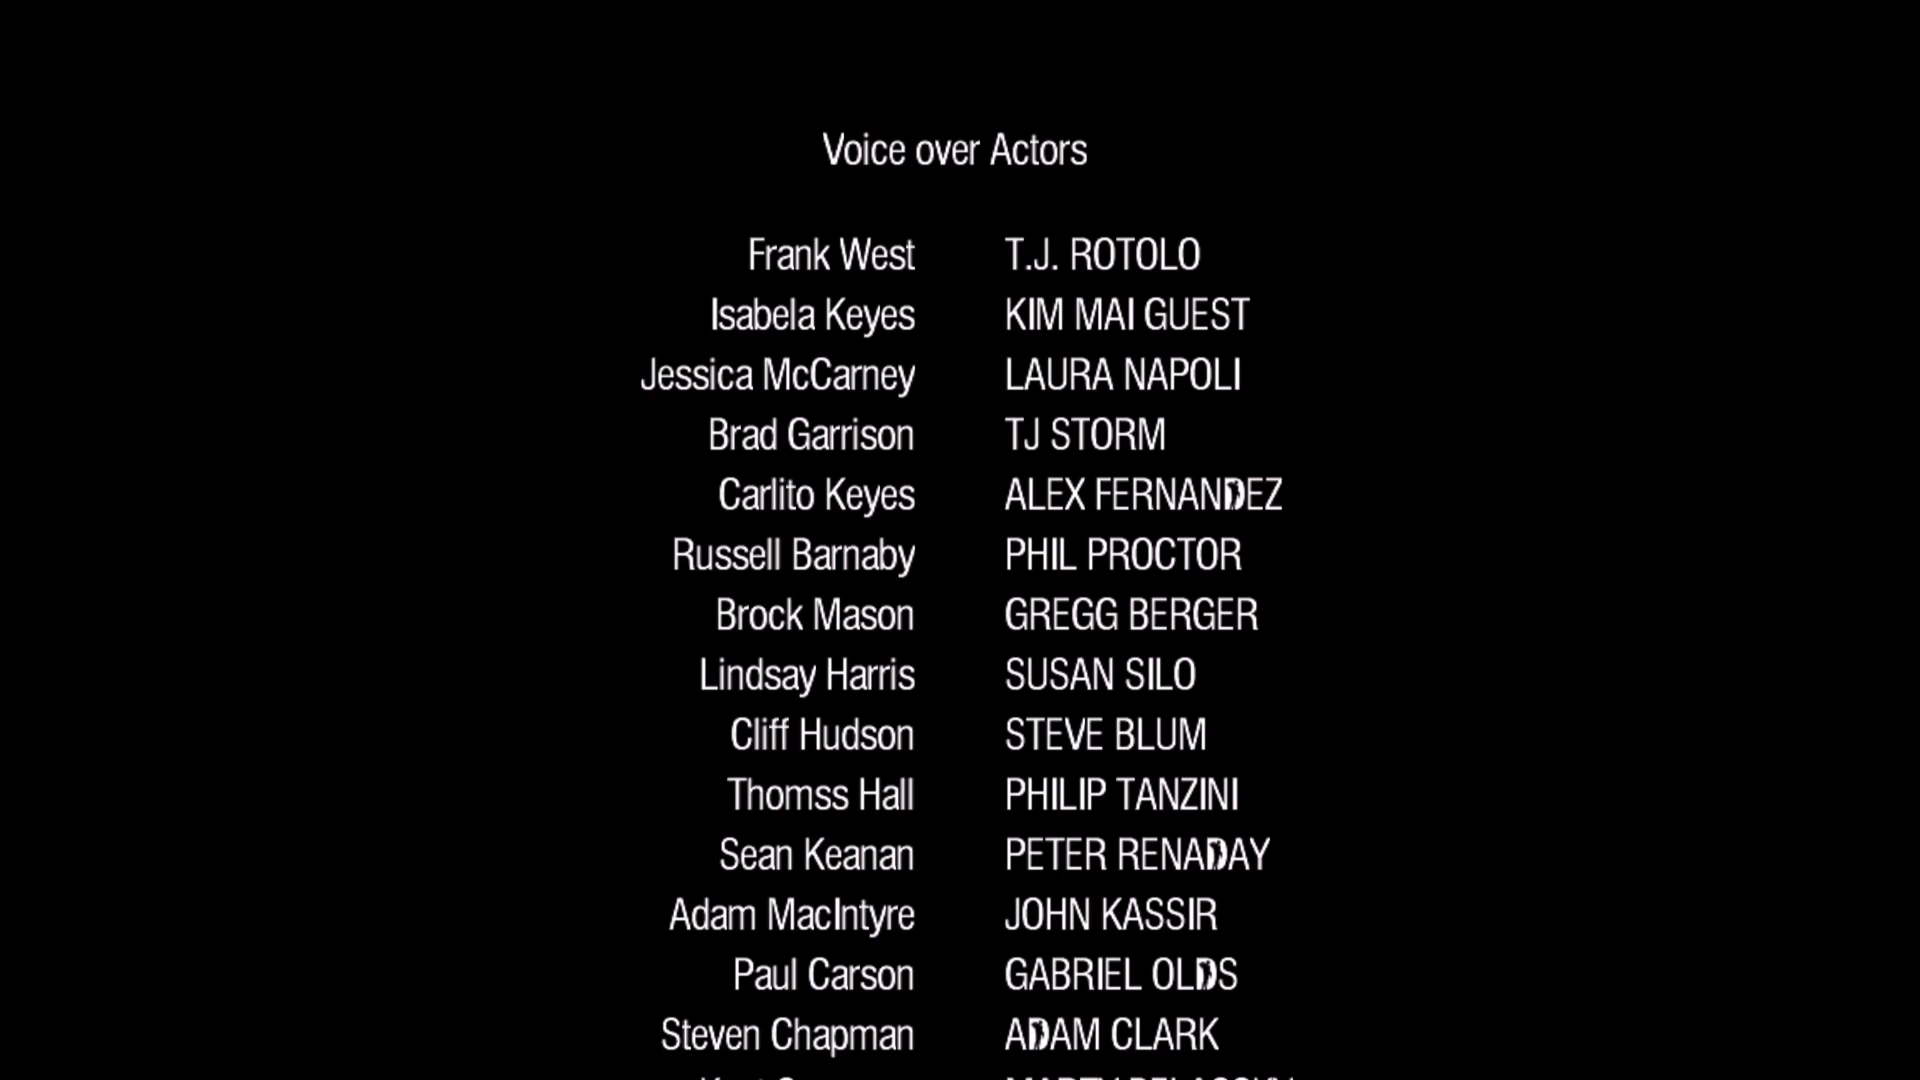 Voice over Actors
Frank West T.J. ROTOLO
Isabela Keyes KIM MAI GUEST
Jessica McCarney LAURA NAPOLI
Brad Garrison TJ STORM
Carlito Keyes ALEX FERNANDEZ
Russell Barnaby PHIL PROCTOR
Brock Mason GREGG BERGER
Lindsay Harris SUSAN SILO
Cliff Hudson STEVE BLUM
Thomss Hall PHILIP TANZINI
Sean Keanan PETER RENADAY
Adam MacIntyre JOHN KASSIR
Paul Carson GABRIEL OLDS
Steven Chapman ADAM CLARK